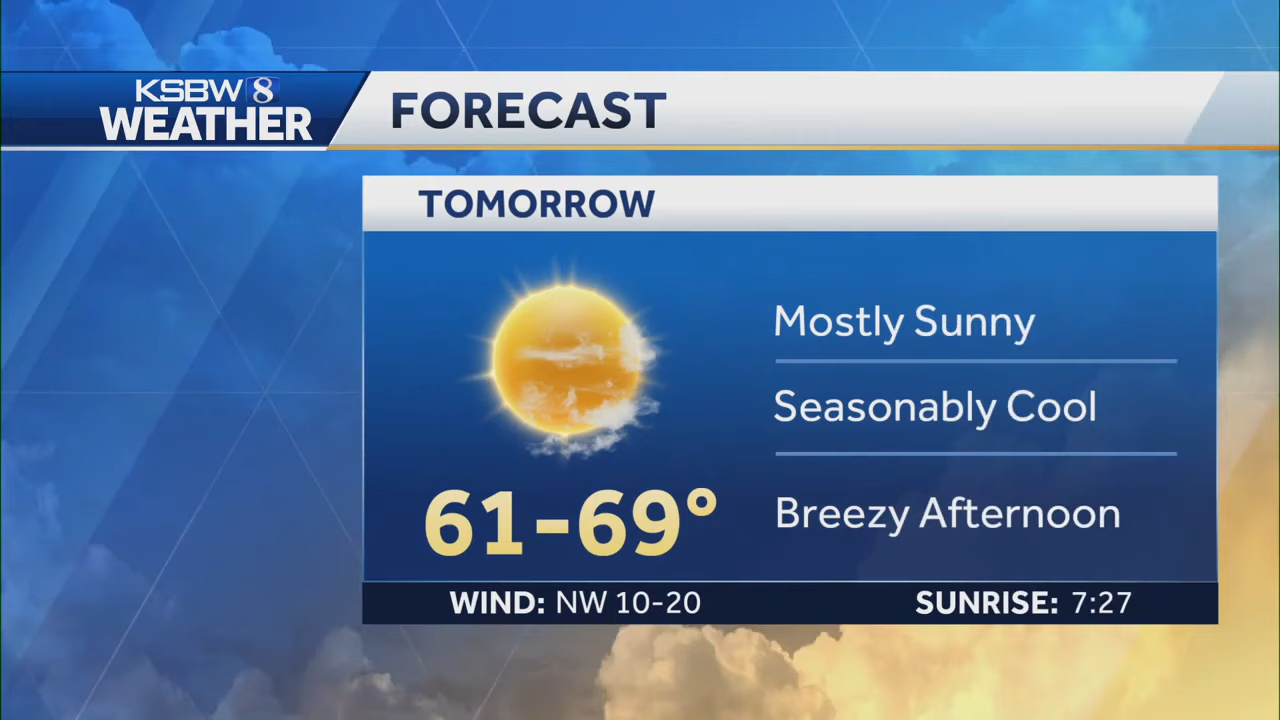 KSBW 8
WEATHER
FORECAST
TOMORROW
Mostly Sunny
Seasonably Cool
61-69°
Breezy Afternoon
WIND: NW 10-20
SUNRISE: 7:27